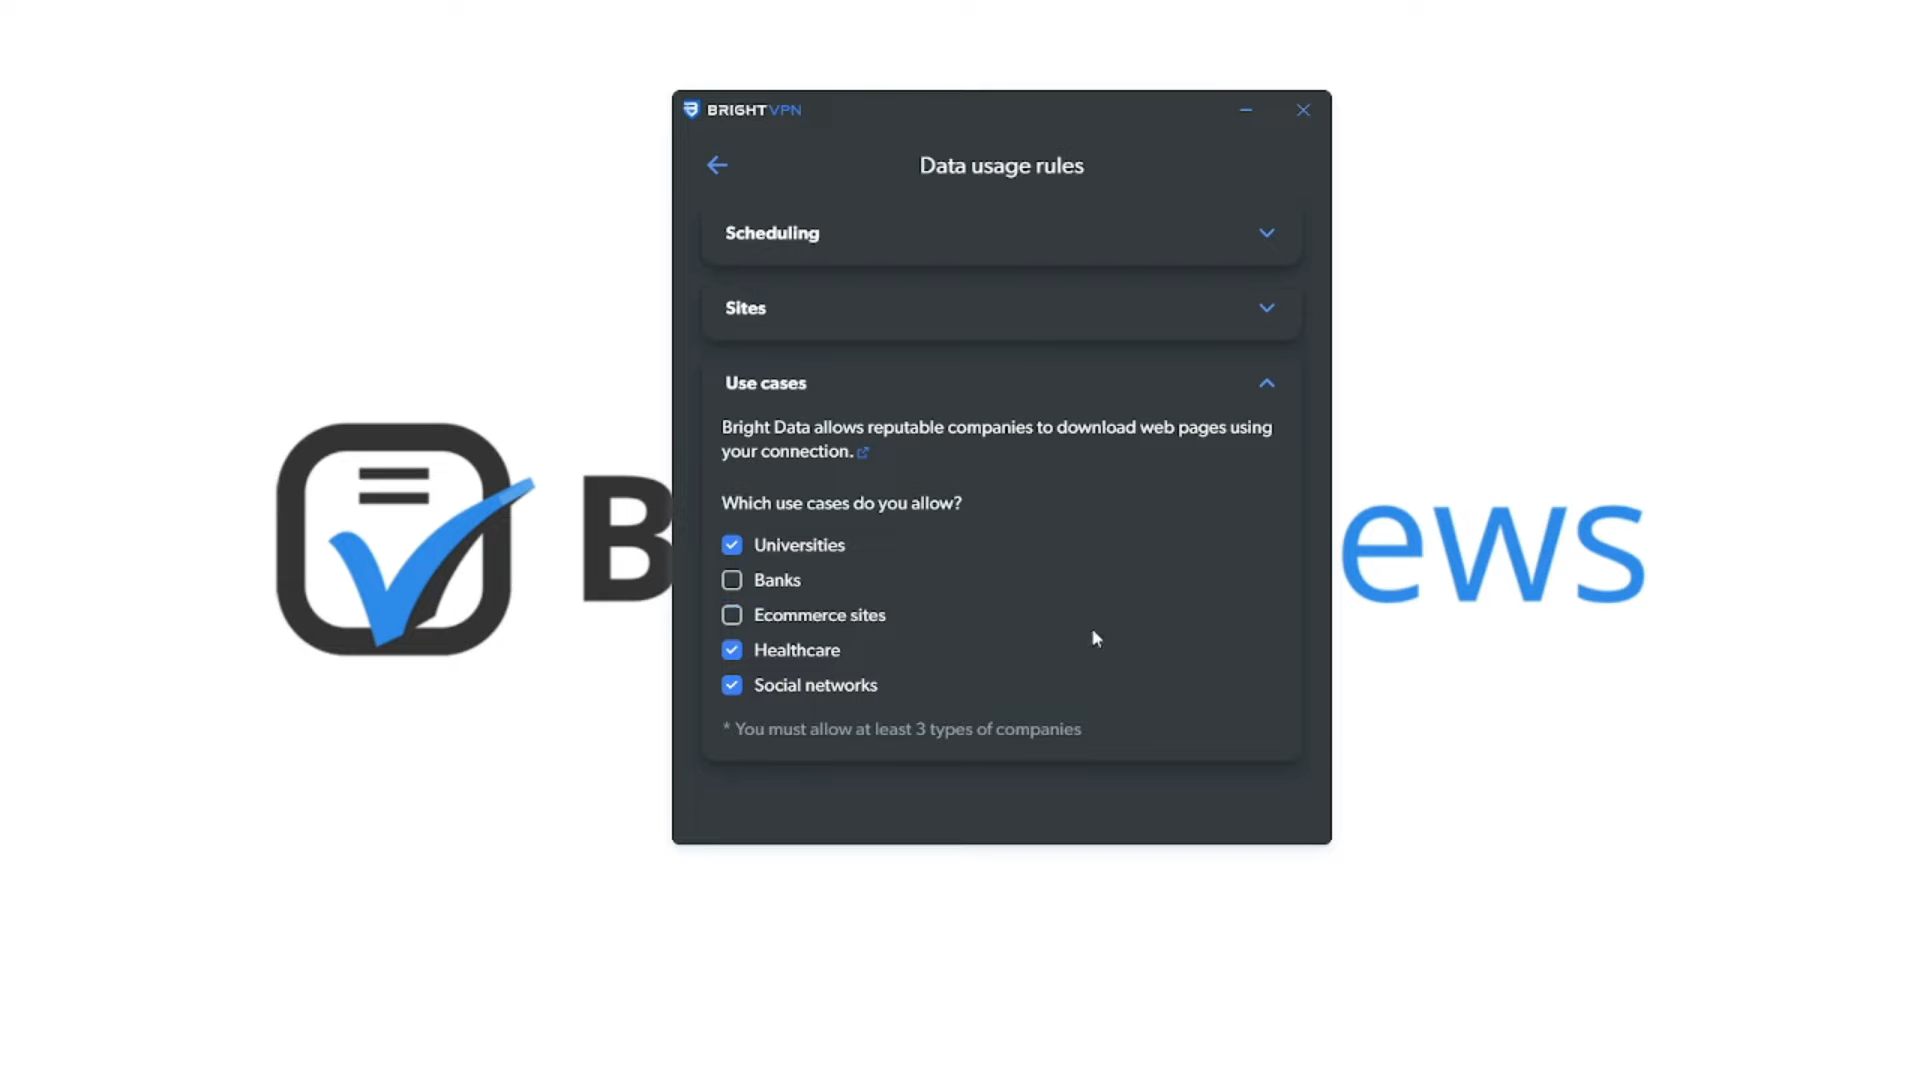 BRIGHTVPN
Data usage rules
Scheduling
Sites
Use cases
Bright Data allows reputable companies to download web pages using
your connection.
Which use cases do you allow?
Universities
Banks
Ecommerce sites
Healthcare
Social networks
* You must allow at least 3 types of companies
B ews